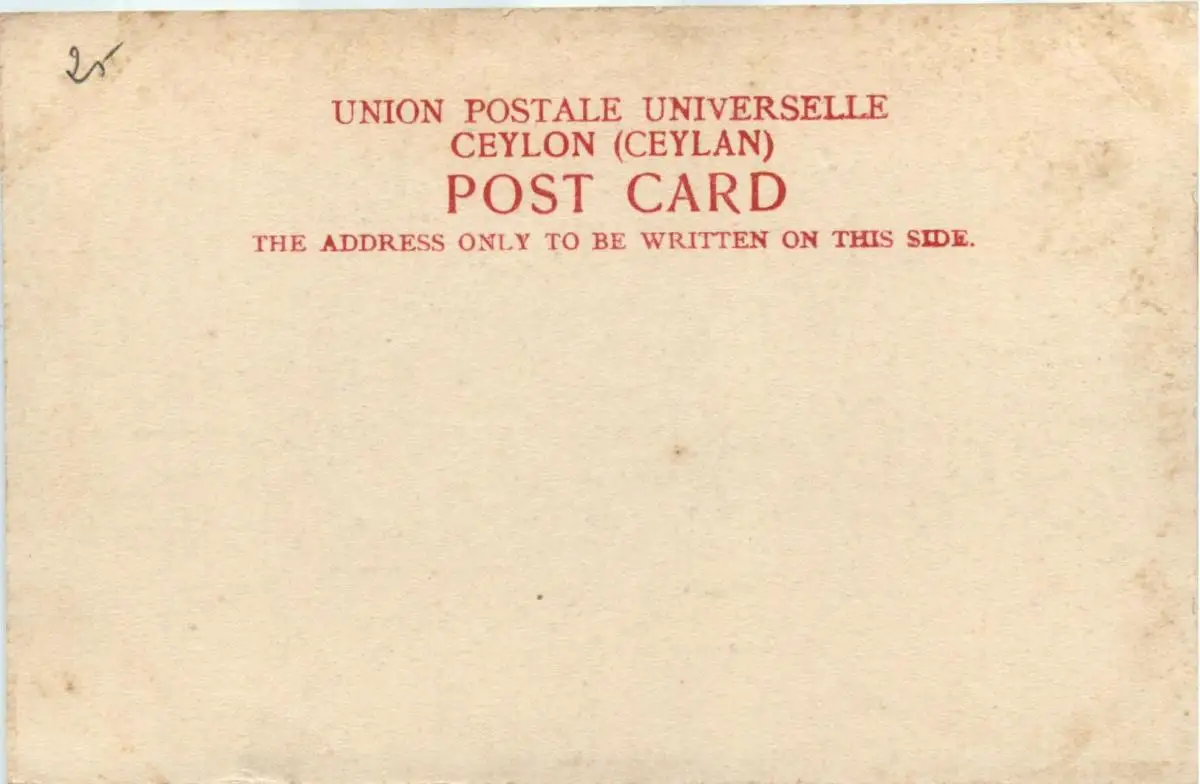 25
UNION POSTALE UNIVERSELLE
CEYLON (CEYLAN)
POST CARD
THE ADDRESS ONLY TO BE WRITTEN ON THIS SIDE.